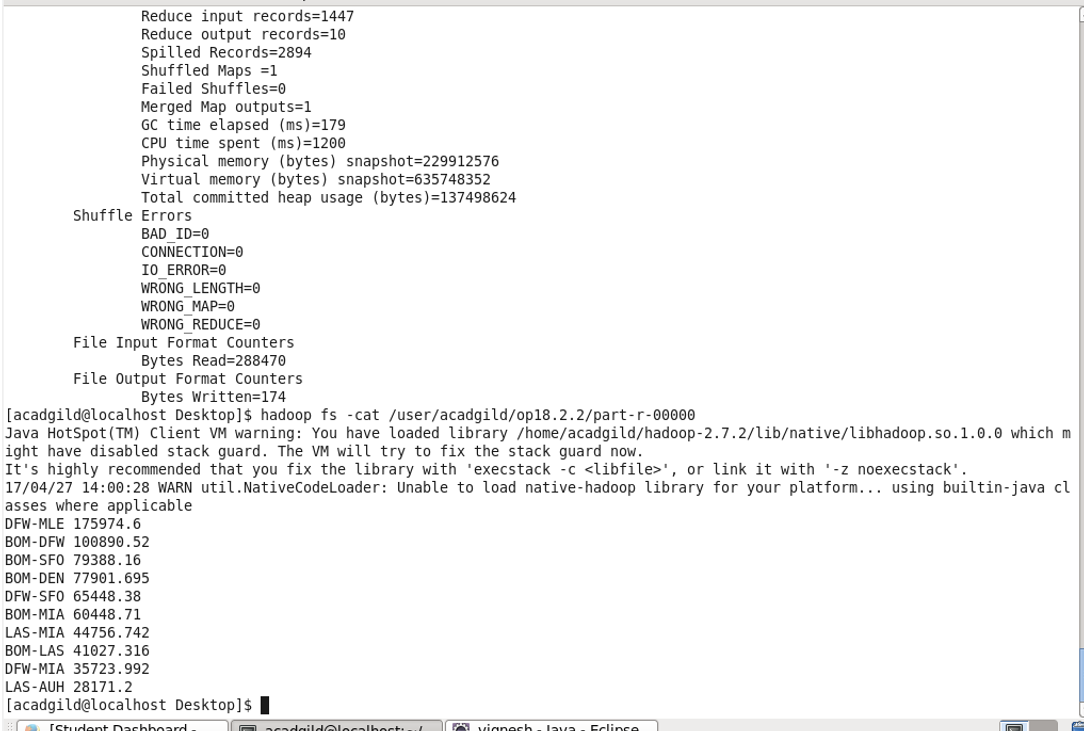 Reduce input records=1447
Reduce output records=10
Spilled Records=2894
Shuffled Maps =1
Failed Shuffles=0
Merged Map outputs=1
GC time elapsed (ms)=179
CPU time spent (ms)=1200
Physical memory (bytes) snapshot=229912576
Virtual memory (bytes) snapshot=635748352
Total committed heap usage (bytes)=137498624
Shuffle Errors
BAD_ID=0
CONNECTION=0
IO_ERROR=0
WRONG_LENGTH=0
WRONG_MAP=0
WRONG_REDUCE=0
File Input Format Counters
Bytes Read=288470
File Output Format Counters
Bytes Written=174
[acadgild@localhost Desktop]$ hadoop fs -cat /user/acadgild/op18.2.2/part-r-00000
Java HotSpot(TM) Client VM warning: You have loaded library /home/acadgild/hadoop-2.7.2/lib/native/libhadoop.so.1.0.0 which m
ight have disabled stack guard. The VM will try to fix the stack guard now.
It's highly recommended that you fix the library with 'execstack -c <libfile>', or link it with '-z noexecstack'.
17/04/27 14:00:28 WARN util.NativeCodeLoader: Unable to load native-hadoop library for your platform... using builtin-java cl
asses where applicable
DFW-MLE 175974.6
BOM-DFW 100890.52
BOM-SFO 79388.16
BOM-DEN 77901.695
DFW-SFO 65448.38
BOM-MIA 60448.71
LAS-MIA 44756.742
BOM-LAS 41027.316
DFW-MIA 35723.992
LAS-AUH 28171.2
[acadgild@localhost Desktop]$
[Student Dashboard - acadgild@localhost:~/ vignesh - Java - Eclipse